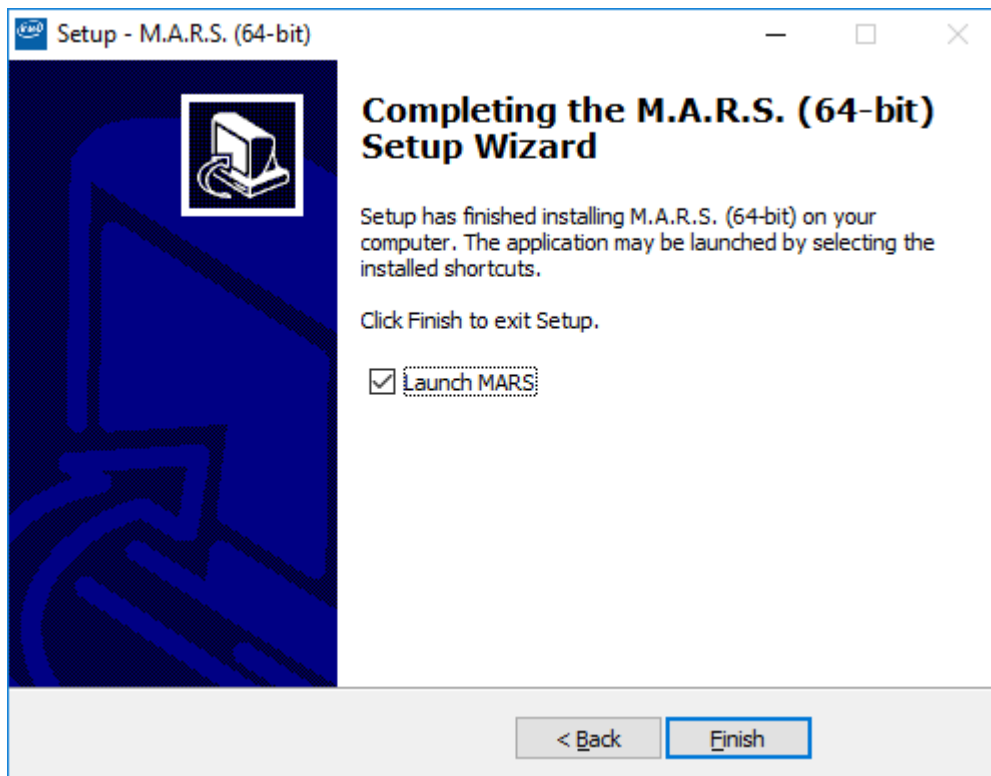 Setup - M.A.R.S. (64-bit)
Completing the M.A.R.S. (64-bit)
Setup Wizard
Setup has finished installing M.A.R.S. (64-bit) on your
computer. The application may be launched by selecting the
installed shortcuts.
Click Finish to exit Setup.
Launch MARS
< Back
Finish